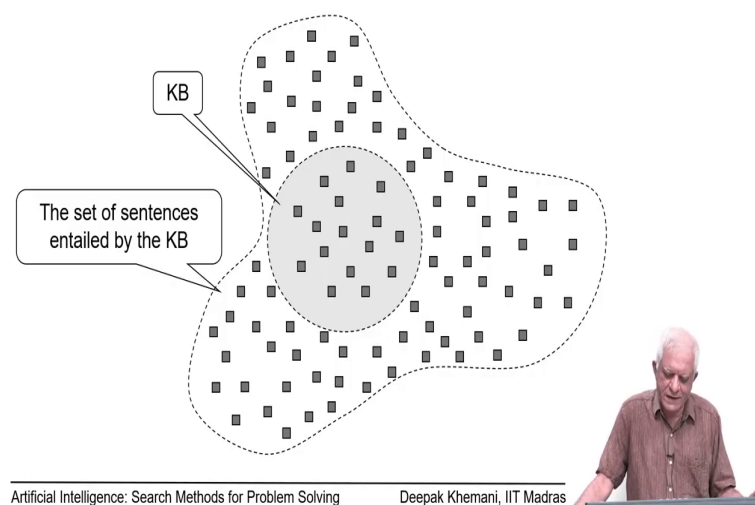 KB
The set of sentences
entailed by the KB
Artificial Intelligence: Search Methods for Problem Solving
Deepak Khemani, IIT Madras